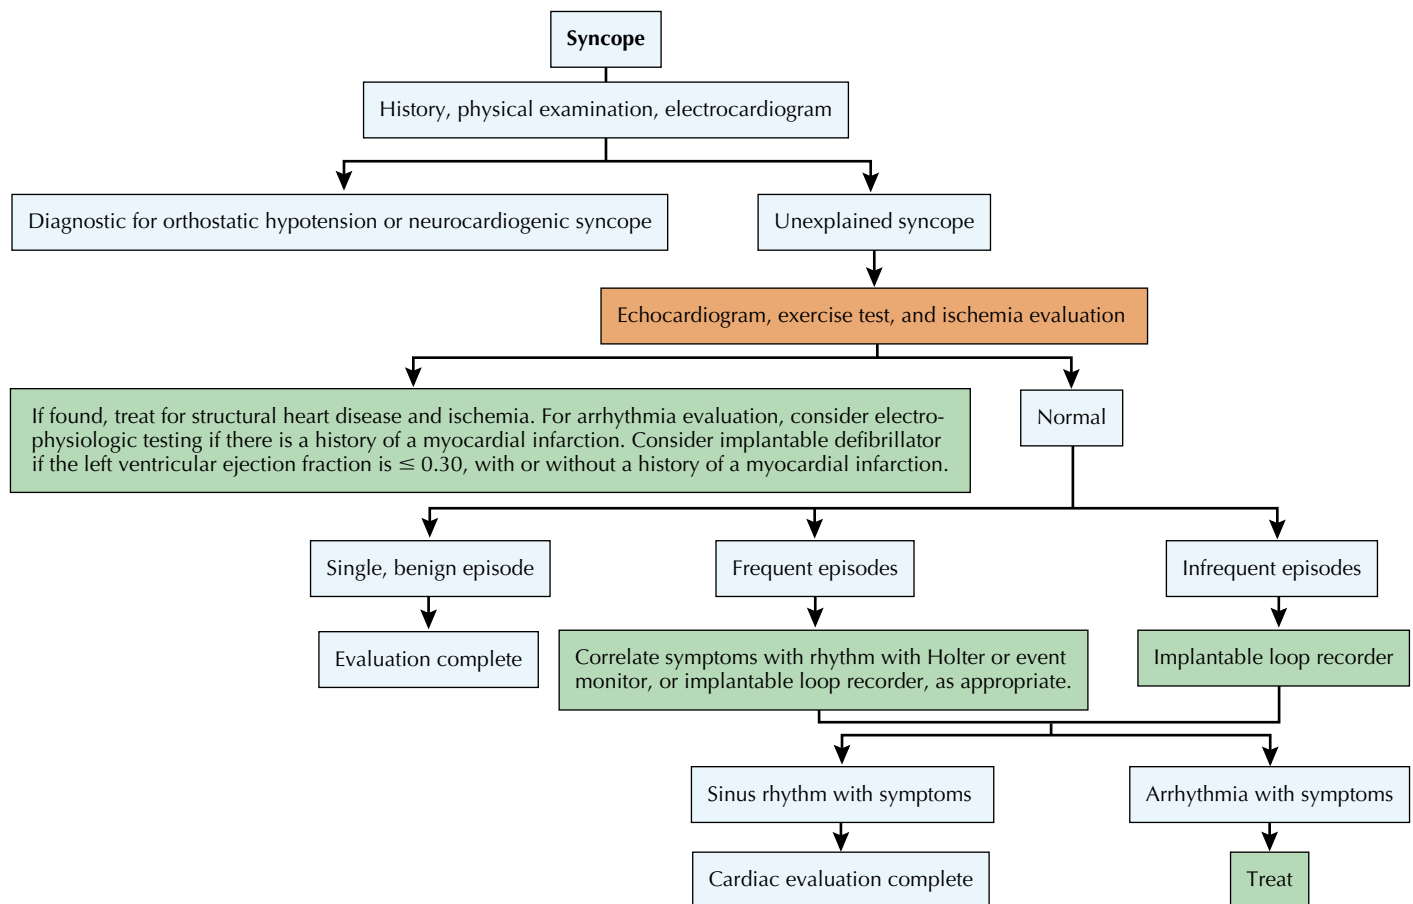 Syncope
History, physical examination, electrocardiogram
Diagnostic for orthostatic hypotension or neurocardiogenic syncope
Unexplained syncope
Echocardiogram, exercise test, and ischemia evaluation
If found, treat for structural heart disease and ischemia. For arrhythmia evaluation, consider electro-
physiologic testing if there is a history of a myocardial infarction. Consider implantable defibrillator
if the left ventricular ejection fraction is ≤ 0.30, with or without a history of a myocardial infarction.
Normal
Single, benign episode
Frequent episodes
Infrequent episodes
Evaluation complete
Correlate symptoms with rhythm with Holter or event
monitor, or implantable loop recorder, as appropriate.
Implantable loop recorder
Sinus rhythm with symptoms
Arrhythmia with symptoms
Cardiac evaluation complete
Treat